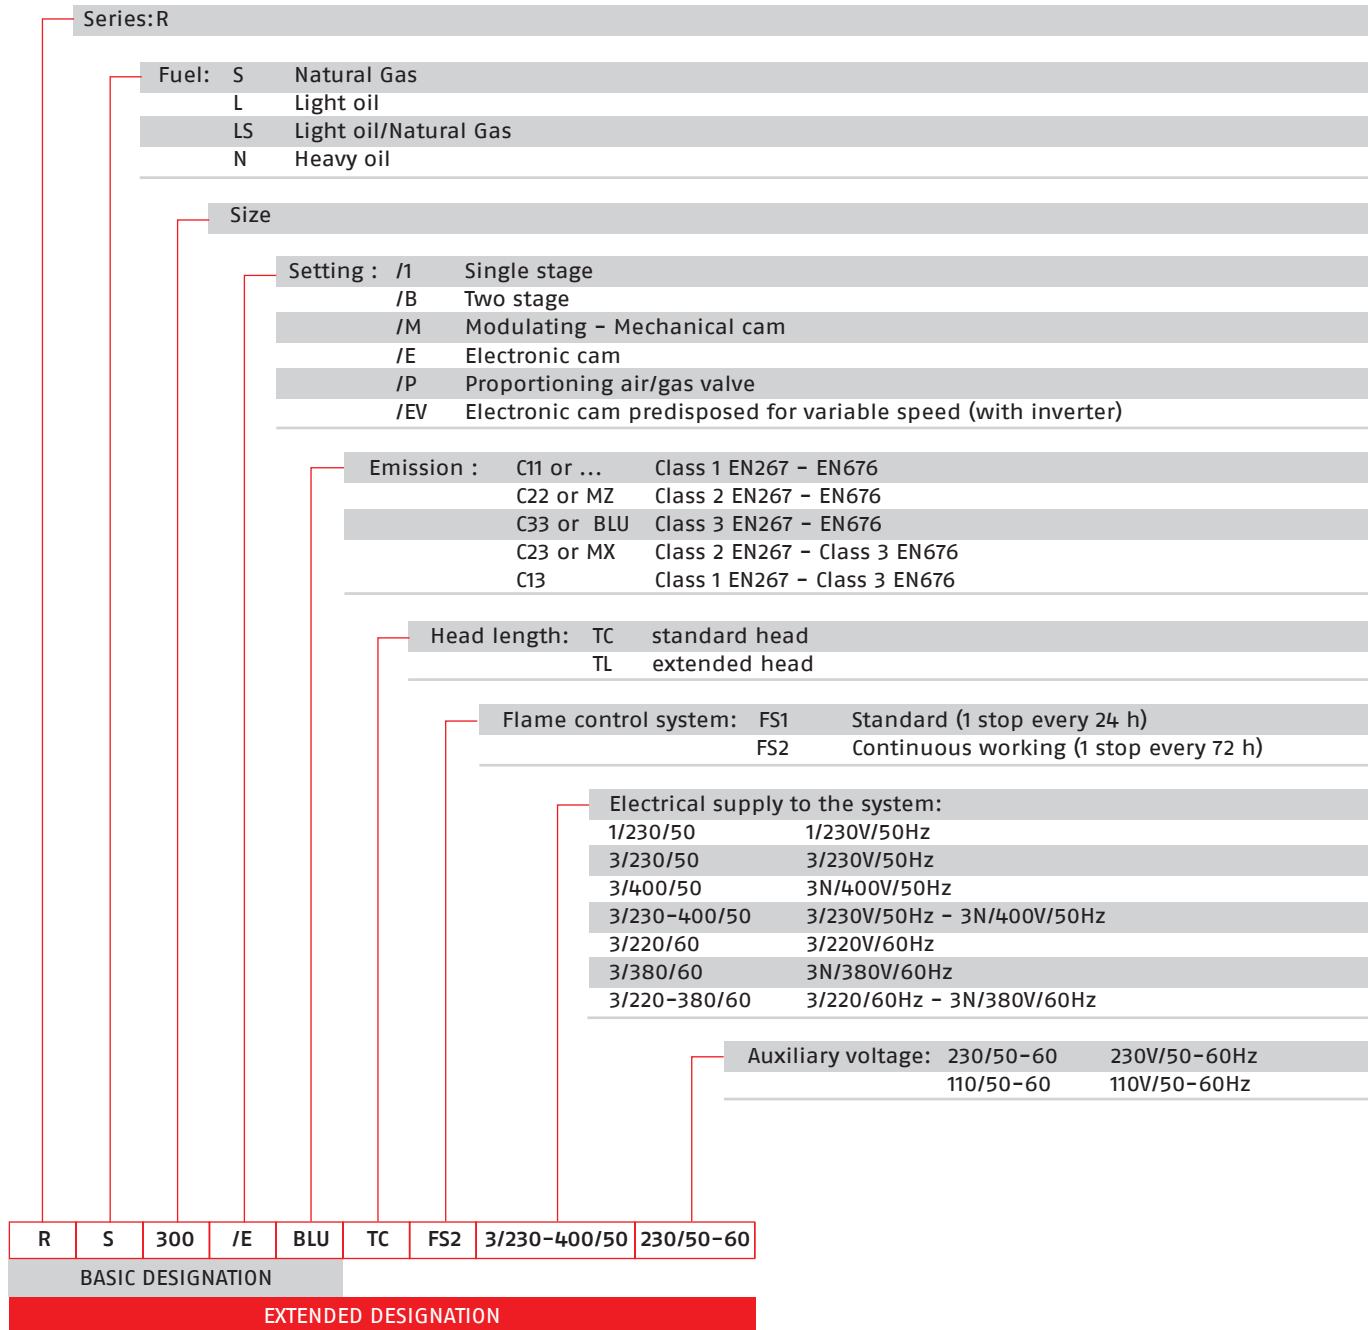 Series: R
Fuel: S Natural Gas
L Light oil
LS Light oil/Natural Gas
N Heavy oil
Size
Setting : /1 Single stage
/B Two stage
/M Modulating - Mechanical cam
/E Electronic cam
/P Proportioning air/gas valve
/EV Electronic cam predisposed for variable speed (with inverter)
Emission : C11 or ... Class 1 EN267 - EN676
C22 or MZ Class 2 EN267 - EN676
C33 or BLU Class 3 EN267 - EN676
C23 or MX Class 2 EN267 - Class 3 EN676
C13 Class 1 EN267 - Class 3 EN676
Head length: TC standard head
TL extended head
Flame control system: FS1 Standard (1 stop every 24 h)
FS2 Continuous working (1 stop every 72 h)
Electrical supply to the system:
1/230/50 1/230V/50Hz
3/230/50 3/230V/50Hz
3/400/50 3N/400V/50Hz
3/230-400/50 3/230V/50Hz - 3N/400V/50Hz
3/220/60 3/220V/60Hz
3/380/60 3N/380V/60Hz
3/220-380/60 3/220/60Hz - 3N/380V/60Hz
Auxiliary voltage: 230/50-60 230V/50-60Hz
110/50-60 110V/50-60Hz
R S 300 /E BLU TC FS2 3/230-400/50 230/50-60
BASIC DESIGNATION
EXTENDED DESIGNATION